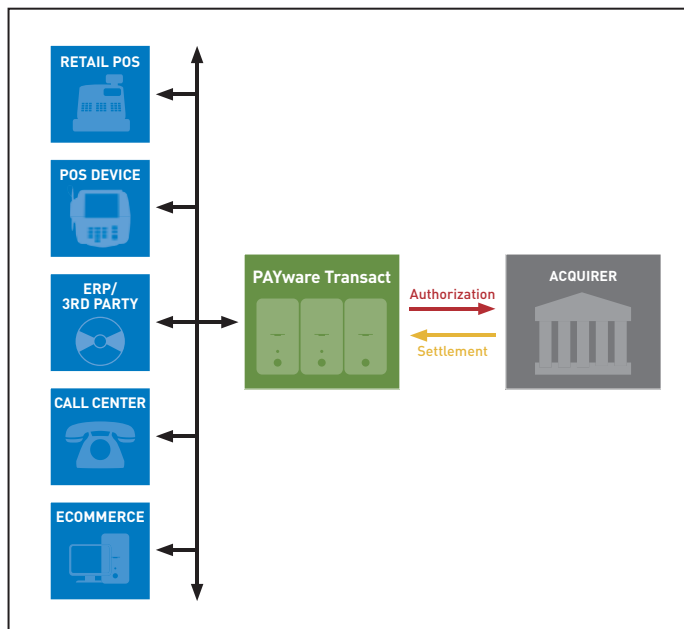 RETAIL POS
POS DEVICE
ERP/
3RD PARTY
CALL CENTER
ECOMMERCE
PAYware Transact
Authorization
Settlement
ACQUIRER